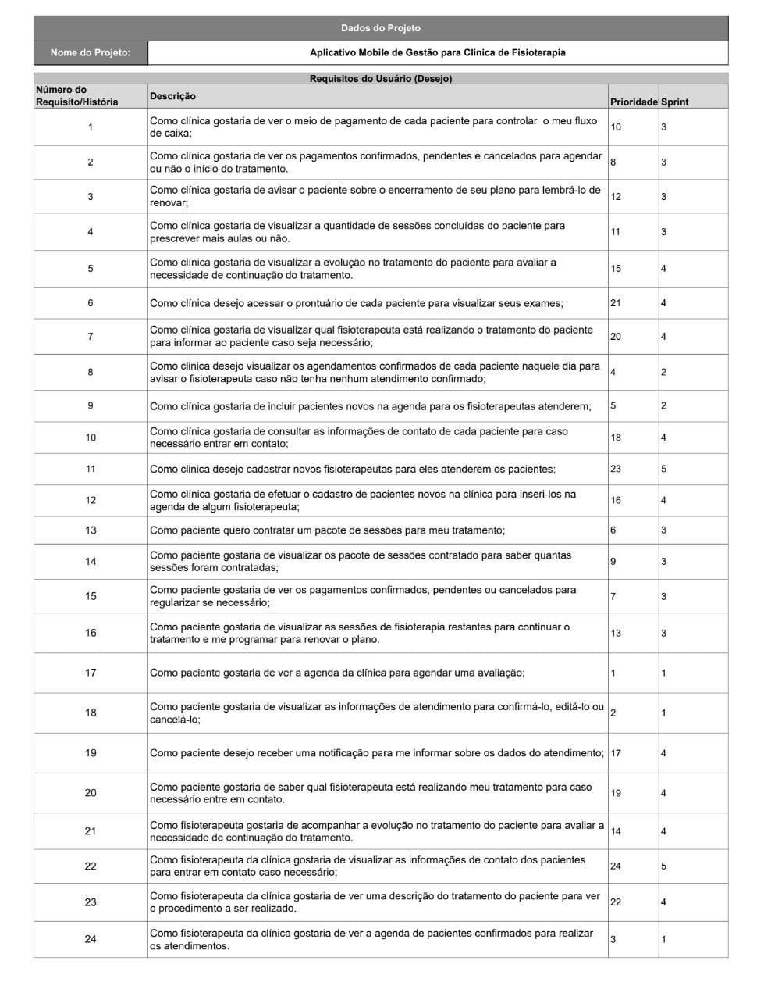 Dados do Projeto
Nome do Projeto: Aplicativo Mobile de Gestão para Clinica de Fisioterapia
Requisitos do Usuário (Desejo)
Número do
Requisito/História Descrição Prioridade Sprint
1 Como clínica gostaria de ver o meio de pagamento de cada paciente para controlar o meu fluxo
de caixa; 10 3
2 Como clínica gostaria de ver os pagamentos confirmados, pendentes e cancelados para agendar
ou não o início do tratamento. 8 3
3 Como clínica gostaria de avisar o paciente sobre o encerramento de seu plano para lembrá-lo de
renovar; 12 3
4 Como clínica gostaria de visualizar a quantidade de sessões concluídas do paciente para
prescrever mais aulas ou não. 11 3
5 Como clínica gostaria de visualizar a evolução no tratamento do paciente para avaliar a
necessidade de continuação do tratamento. 15 4
6 Como clínica desejo acessar o prontuário de cada paciente para visualizar seus exames; 21 4
7 Como clínica gostaria de visualizar qual fisioterapeuta está realizando o tratamento do paciente
para informar ao paciente caso seja necessário; 20 4
8 Como clinica desejo visualizar os agendamentos confirmados de cada paciente naquele dia para
avisar o fisioterapeuta caso não tenha nenhum atendimento confirmado; 4 2
9 Como clínica gostaria de incluir pacientes novos na agenda para os fisioterapeutas atenderem; 5 2
10 Como clínica gostaria de consultar as informações de contato de cada paciente para caso
necessário entrar em contato; 18 4
11 Como clinica desejo cadastrar novos fisioterapeutas para eles atenderem os pacientes; 23 5
12 Como clínica gostaria de efetuar o cadastro de pacientes novos na clínica para inseri-los na
agenda de algum fisioterapeuta; 16 4
13 Como paciente quero contratar um pacote de sessões para meu tratamento; 6 3
14 Como paciente gostaria de visualizar os pacote de sessões contratado para saber quantas
sessões foram contratadas; 9 3
15 Como paciente gostaria de ver os pagamentos confirmados, pendentes ou cancelados para
regularizar se necessário; 7 3
16 Como paciente gostaria de visualizar as sessões de fisioterapia restantes para continuar o
tratamento e me programar para renovar o plano. 13 3
17 Como paciente gostaria de ver a agenda da clínica para agendar uma avaliação; 1 1
18 Como paciente gostaria de visualizar as informações de atendimento para confirmá-lo, editá-lo ou
cancelá-lo; 2 1
19 Como paciente desejo receber uma notificação para me informar sobre os dados do atendimento; 17 4
20 Como paciente gostaria de saber qual fisioterapeuta está realizando meu tratamento para caso
necessário entre em contato. 19 4
21 Como fisioterapeuta gostaria de acompanhar a evolução no tratamento do paciente para avaliar a
necessidade de continuação do tratamento. 14 4
22 Como fisioterapeuta da clínica gostaria de visualizar as informações de contato dos pacientes
para entrar em contato caso necessário; 24 5
23 Como fisioterapeuta da clínica gostaria de ver uma descrição do tratamento do paciente para ver
o procedimento a ser realizado. 22 4
24 Como fisioterapeuta da clínica gostaria de ver a agenda de pacientes confirmados para realizar
os atendimentos. 3 1